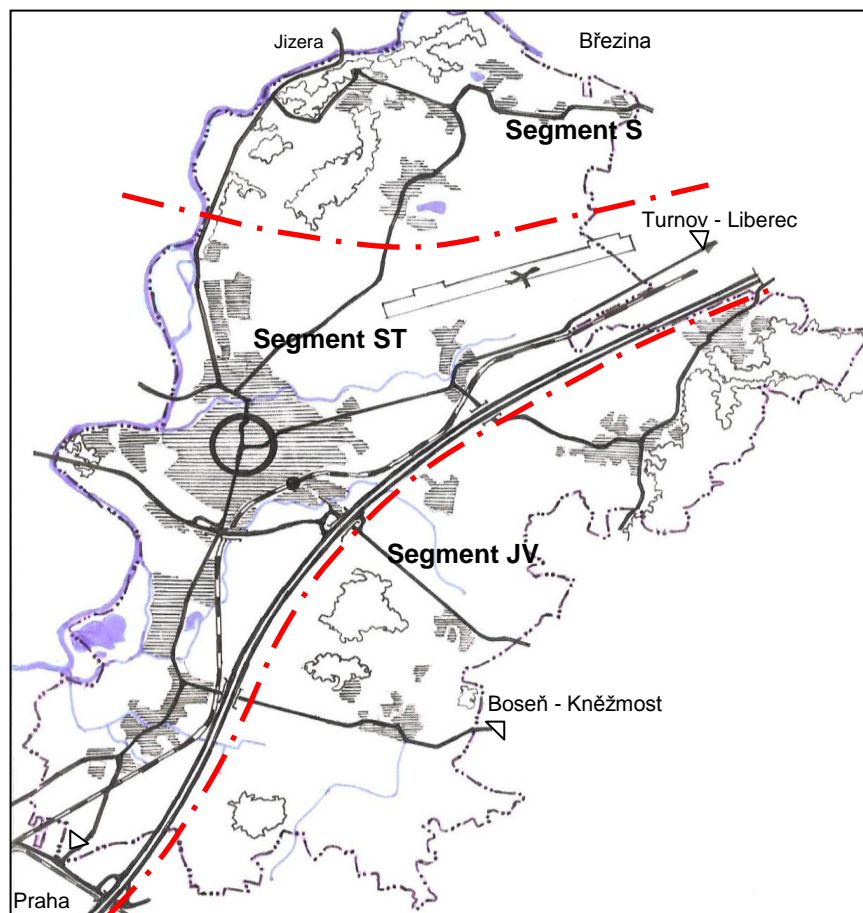 Jizera
Březina
Segment S
Turnov - Liberec
Segment ST
Segment JV
Boseň - Kněžmost
Praha